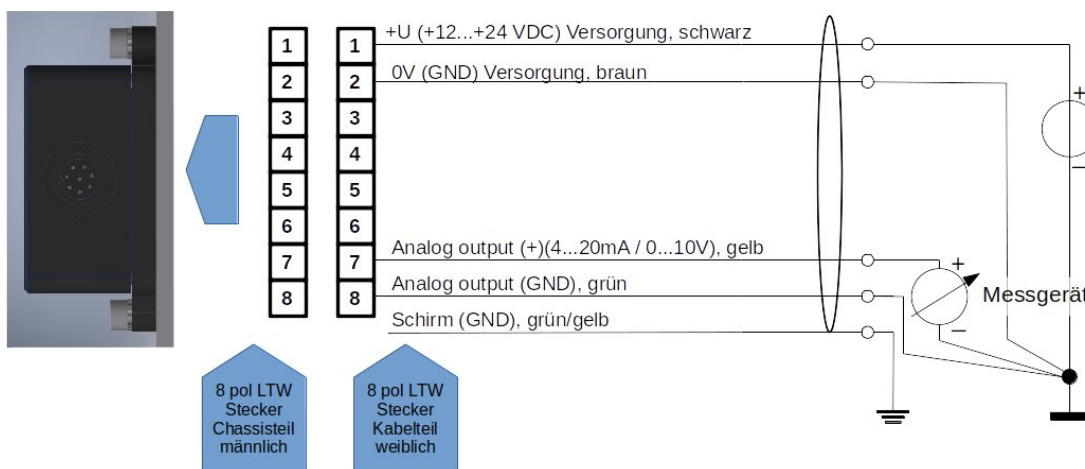 1
2
3
4
5
6
7
8
1
2
3
4
5
6
7
8
+U (+12...+24 VDC) Versorgung, schwarz
0V (GND) Versorgung, braun
Analog output (+)(4...20mA / 0...10V), gelb
Analog output (GND), grün
Schirm (GND), grün/gelb
+
–
+
Messgerät
–
8 pol LTW
Stecker
Chassisteil
männlich
8 pol LTW
Stecker
Kabelteil
weiblich